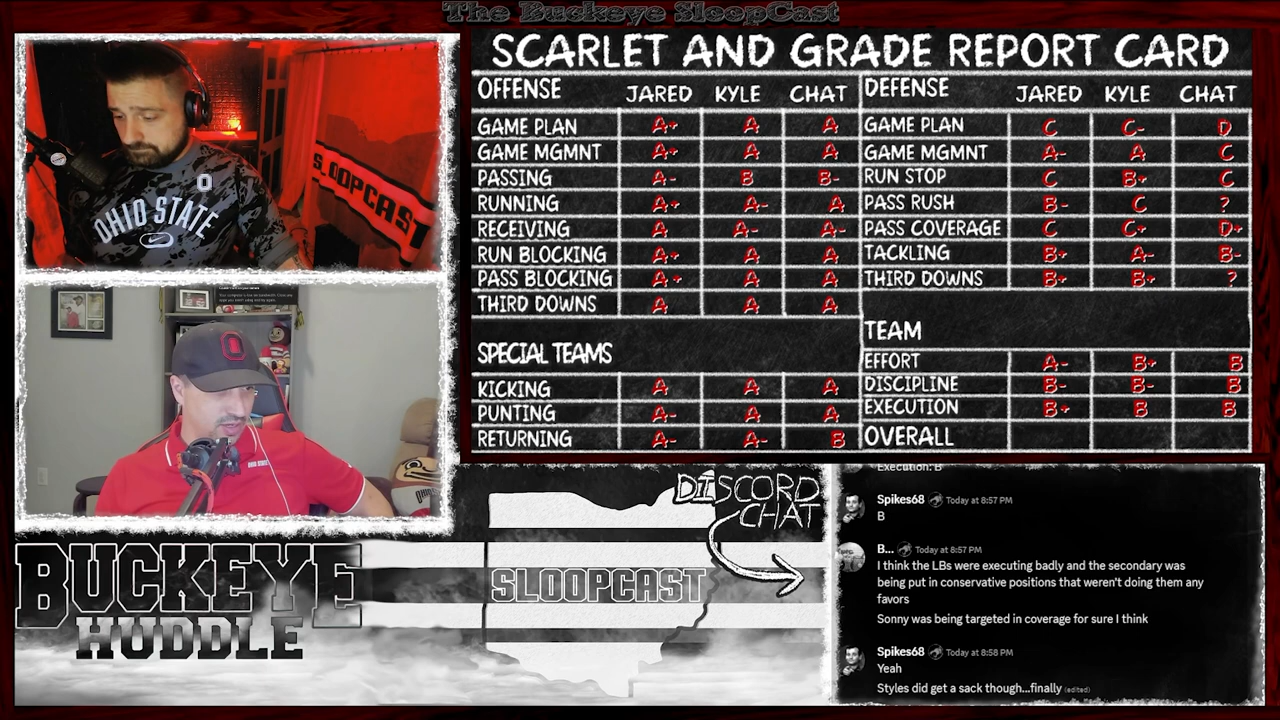 The Buckeye SloopCast
SCARLET AND GRADE REPORT CARD
OFFENSE JARED KYLE CHAT
GAME PLAN A+ A A
GAME MGMNT A+ A A
PASSING A- B B-
RUNNING A+ A- A
RECEIVING A A- A-
RUN BLOCKING A+ A A
PASS BLOCKING A+ A A
THIRD DOWNS A A A
SPECIAL TEAMS
KICKING A A A
PUNTING A- A A
RETURNING A- A- B
DEFENSE JARED KYLE CHAT
GAME PLAN C C- D
GAME MGMNT A- A C
RUN STOP C B+ C
PASS RUSH B- C ?
PASS COVERAGE C C+ D+
TACKLING B+ A- B-
THIRD DOWNS B+ B+ ?
TEAM
EFFORT A- B+ B
DISCIPLINE B- B- B
EXECUTION B+ B B
OVERALL
OHIO STATE
SLOOPCAST
BUCKEYE
HUDDLE
SLOOPCAST
DISCORD
CHAT
Execution: B
Spikes68 Today at 8:57 PM
B
B... Today at 8:57 PM
I think the LBs were executing badly and the secondary was
being put in conservative positions that weren't doing them any
favors
Sonny was being targeted in coverage for sure I think
Spikes68 Today at 8:58 PM
Yeah
Styles did get a sack though...finally (edited)